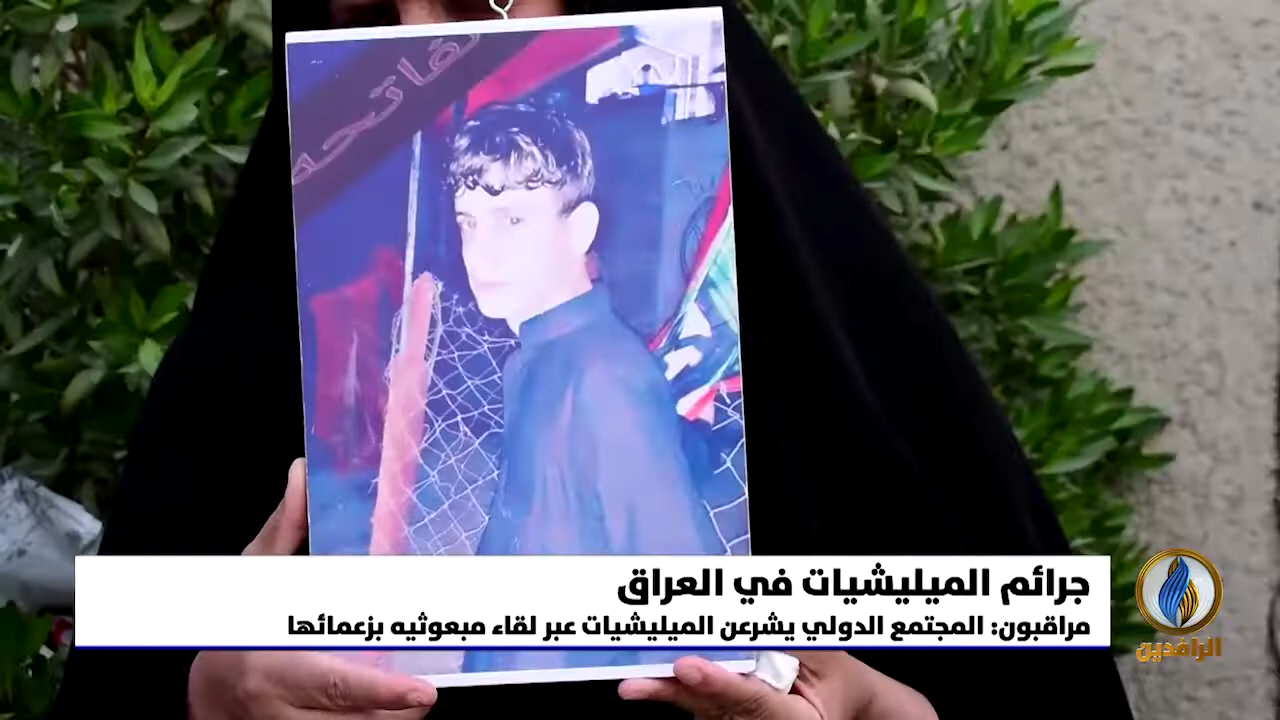 جرائم الميليشيات في العراق
مراقبون: المجتمع الدولي يشرعن الميليشيات عبر لقاء مبعوثيه بزعمائها
الرافدين